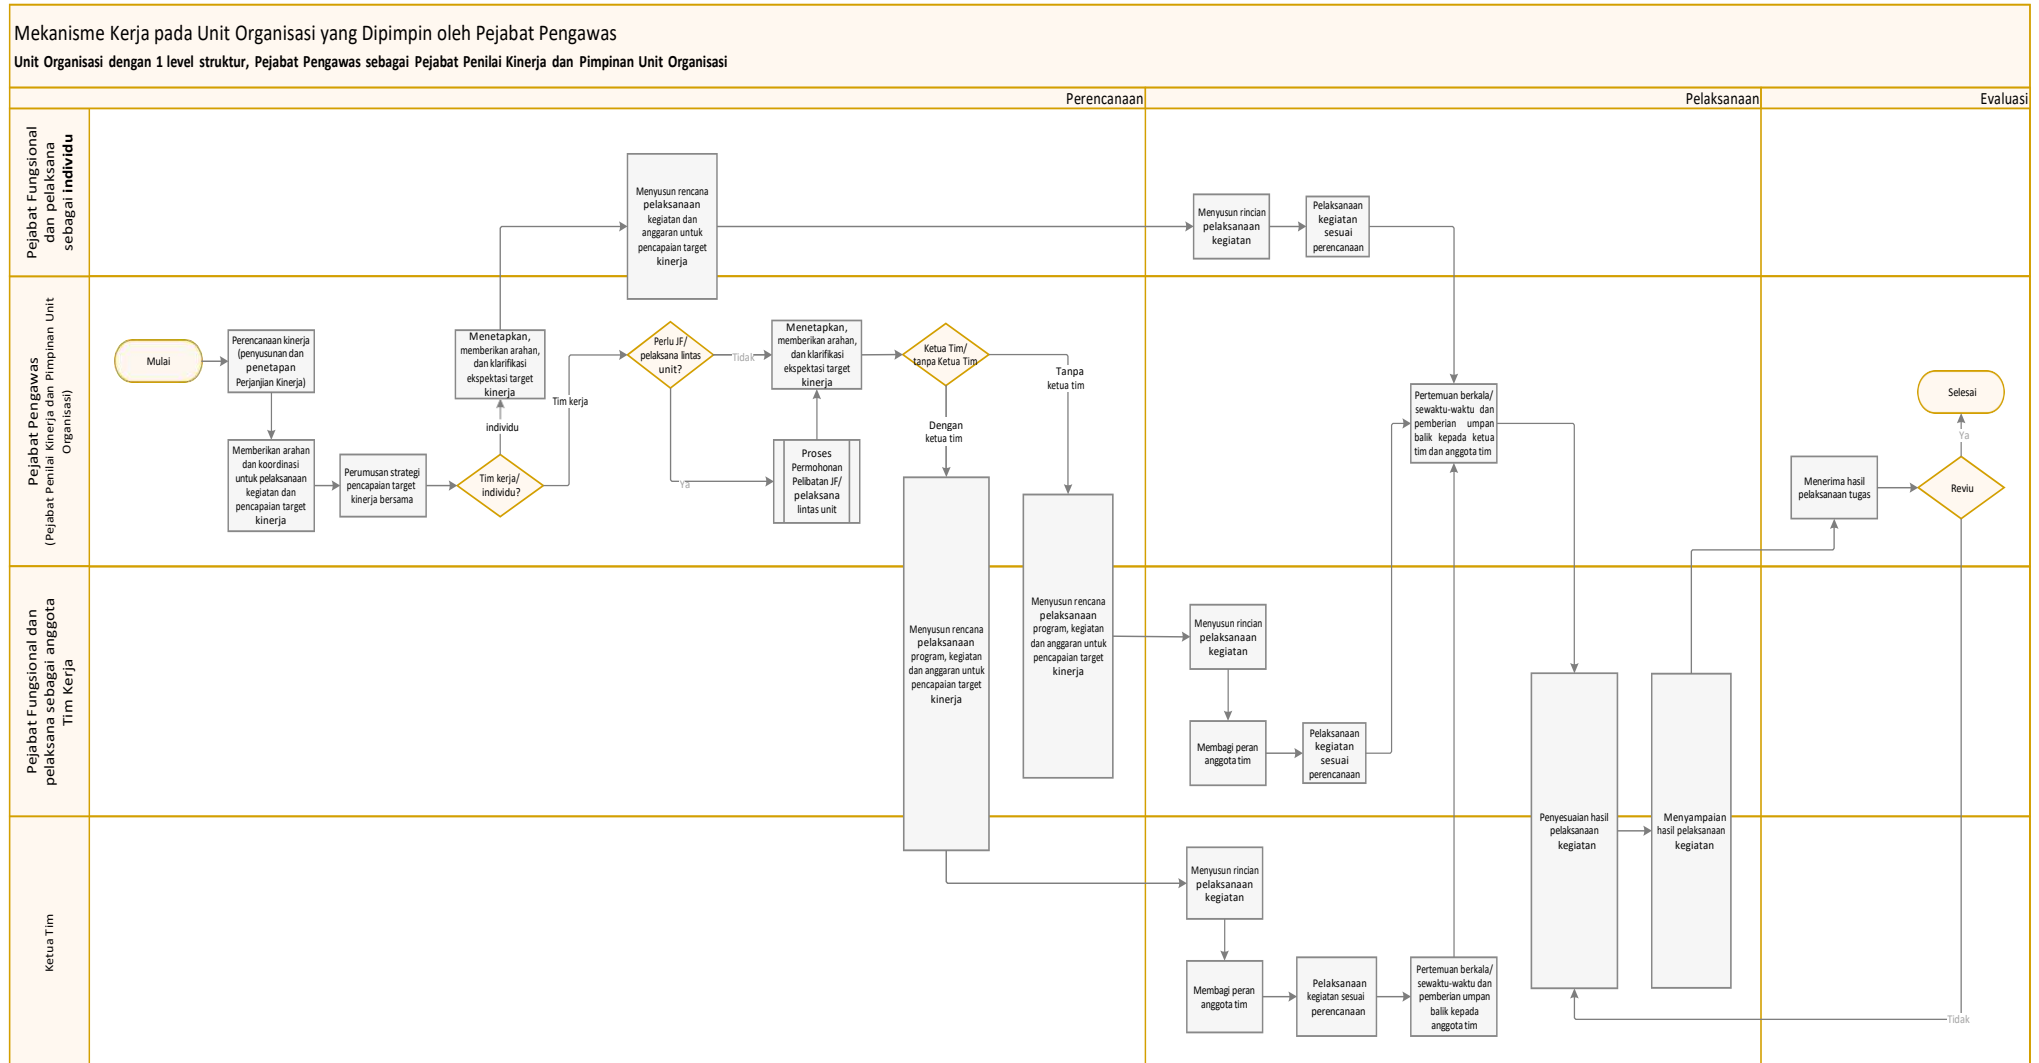 Mekanisme Kerja pada Unit Organisasi yang Dipimpin oleh Pejabat Pengawas
Unit Organisasi dengan 1 level struktur, Pejabat Pengawas sebagai Pejabat Penilai Kinerja dan Pimpinan Unit Organisasi
Perencanaan
Pelaksanaan
Evaluasi
Pejabat Fungsional
dan pelaksana
sebagai individu
Menyusun rencana
pelaksanaan
kegiatan dan
anggaran untuk
pencapaian target
kinerja
Menyusun rincian
pelaksanaan
kegiatan
Pelaksanaan
kegiatan
sesuai
perencanaan
Pejabat Pengawas
(Pejabat Penilai Kinerja dan Pimpinan Unit
Organisasi)
Mulai
Perencanaan kinerja
(penyusunan dan
penetapan
Perjanjian Kinerja)
Memberikan arahan
dan koordinasi
untuk pelaksanaan
kegiatan dan
pencapaian target
kinerja
Perumusan strategi
pencapaian target
kinerja bersama
Tim kerja/
individu?
individu
Menetapkan,
memberikan arahan,
dan klarifikasi
ekspektasi target
kinerja
Tim kerja
Perlu JF/
pelaksana lintas
unit?
Tidak
Ya
Proses
Permohonan
Pelibatan JF/
pelaksana
lintas unit
Menetapkan,
memberikan arahan,
dan klarifikasi
ekspektasi target
kinerja
Ketua Tim/
tanpa Ketua Tim
Dengan
ketua tim
Tanpa
ketua tim
Pertemuan berkala/
sewaktu-waktu dan
pemberian umpan
balik kepada ketua
tim dan anggota tim
Menerima hasil
pelaksanaan tugas
Reviu
Ya
Selesai
Pejabat Fungsional dan
pelaksana sebagai anggota
Tim Kerja
Menyusun rencana
pelaksanaan
program, kegiatan
dan anggaran untuk
pencapaian target
kinerja
Menyusun rencana
pelaksanaan
program, kegiatan
dan anggaran untuk
pencapaian target
kinerja
Menyusun rincian
pelaksanaan
kegiatan
Membagi peran
anggota tim
Pelaksanaan
kegiatan
sesuai
perencanaan
Penyesuaian hasil
pelaksanaan
kegiatan
Menyampaian
hasil pelaksanaan
kegiatan
Ketua Tim
Menyusun rincian
pelaksanaan
kegiatan
Membagi peran
anggota tim
Pelaksanaan
kegiatan sesuai
perencanaan
Pertemuan berkala/
sewaktu-waktu dan
pemberian umpan
balik kepada
anggota tim
Tidak